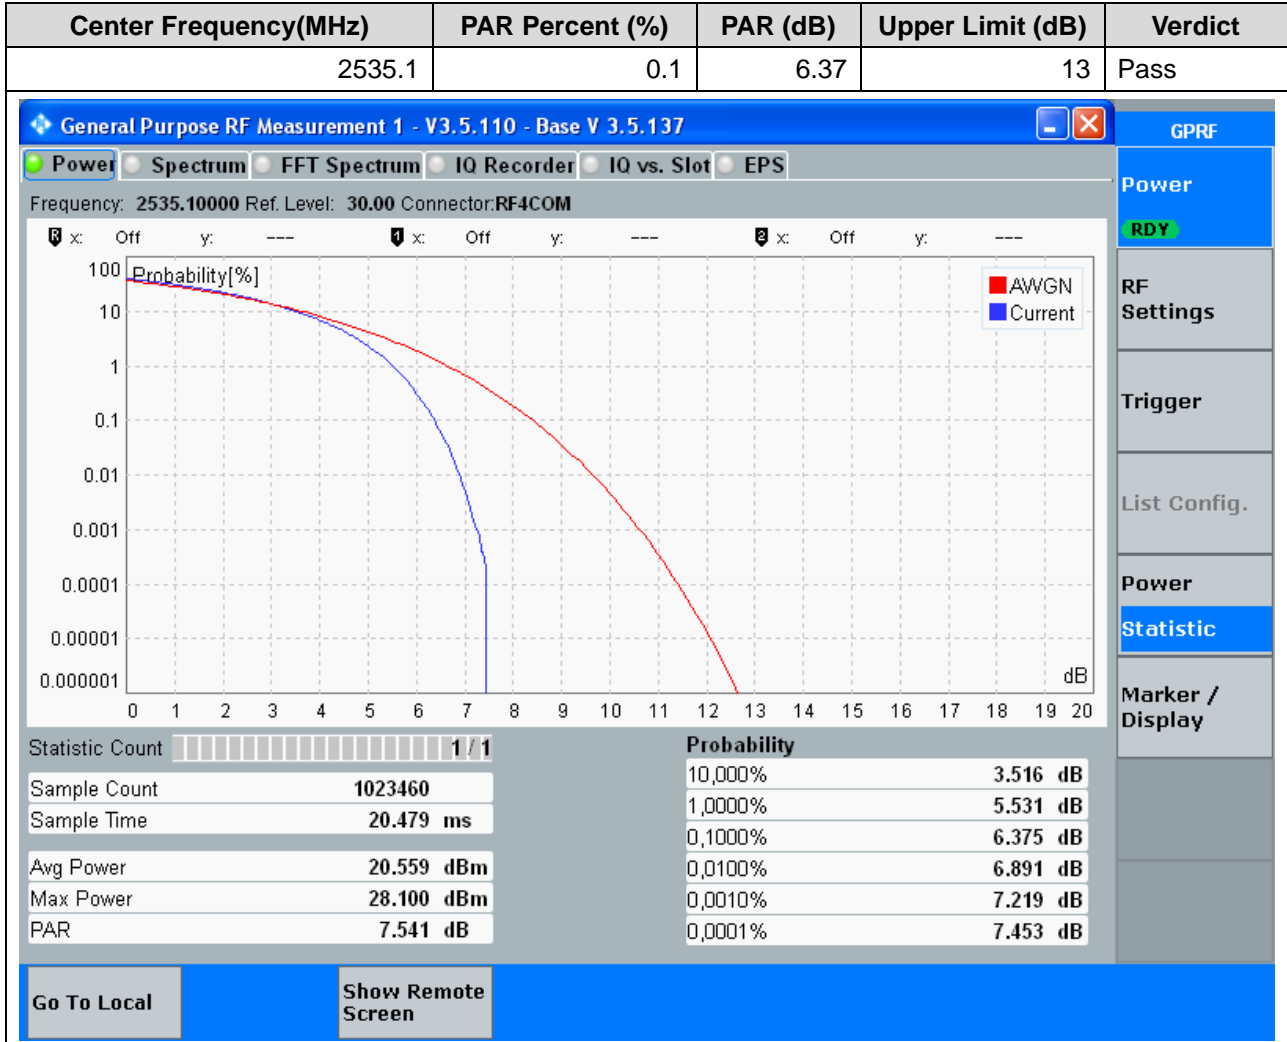 Center Frequency(MHz) PAR Percent (%) PAR (dB) Upper Limit (dB) Verdict
2535.1 0.1 6.37 13 Pass
General Purpose RF Measurement 1 - V3.5.110 - Base V 3.5.137
GPRF
Power Spectrum FFT Spectrum IQ Recorder IQ vs. Slot EPS
Power
RDY
Frequency: 2535.10000 Ref. Level: 30.00 Connector:RF4COM
R x: Off y: --- 1 x: Off y: --- 2 x: Off y: ---
RF
Settings
Trigger
List Config.
Power
Statistic
Marker /
Display
Probability[%]
AWGN
Current
100
10
1
0.1
0.01
0.001
0.0001
0.00001
0.000001
dB
0 1 2 3 4 5 6 7 8 9 10 11 12 13 14 15 16 17 18 19 20
Statistic Count 1 / 1
Sample Count 1023460
Sample Time 20.479 ms
Avg Power 20.559 dBm
Max Power 28.100 dBm
PAR 7.541 dB
Probability
10,000% 3.516 dB
1,0000% 5.531 dB
0,1000% 6.375 dB
0,0100% 6.891 dB
0,0010% 7.219 dB
0,0001% 7.453 dB
Go To Local
Show Remote
Screen